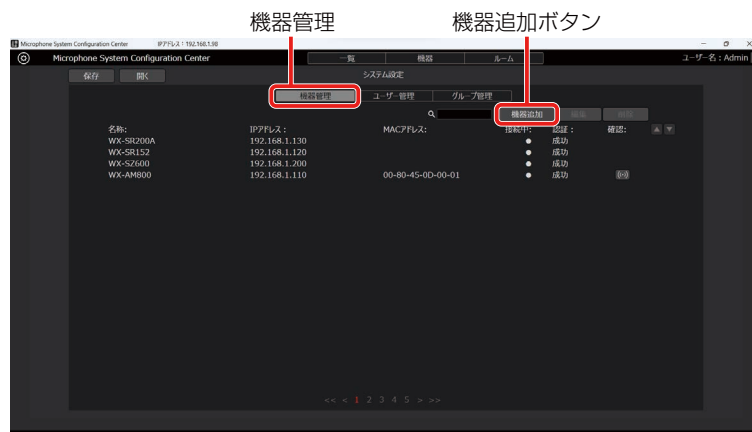 機器管理 機器追加ボタン
Microphone System Configuration Center IPアドレス：192.168.1.98
Microphone System Configuration Center 一覧 機器 ルーム ユーザー名：Admin
保存 開く システム設定
機器管理 ユーザー管理 グループ管理
機器追加 編集 削除
名称: IPアドレス： MACアドレス: 接続中: 認証： 確認:
WX-SR200A 192.168.1.130 ● 成功
WX-SR152 192.168.1.120 ● 成功
WX-SZ600 192.168.1.200 ● 成功
WX-AM800 192.168.1.110 00-80-45-0D-00-01 ● 成功
<< < 1 2 3 4 5 > >>